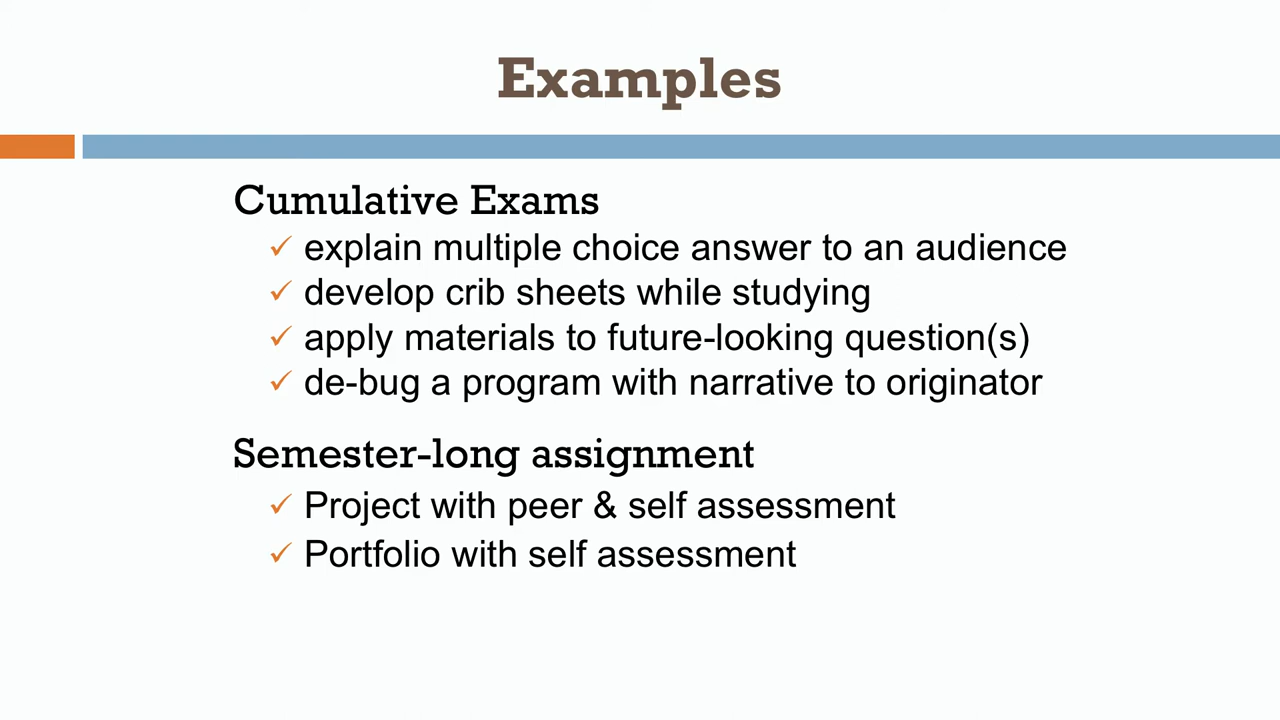 Examples
Cumulative Exams
✓ explain multiple choice answer to an audience
✓ develop crib sheets while studying
✓ apply materials to future-looking question(s)
✓ de-bug a program with narrative to originator
Semester-long assignment
✓ Project with peer & self assessment
✓ Portfolio with self assessment